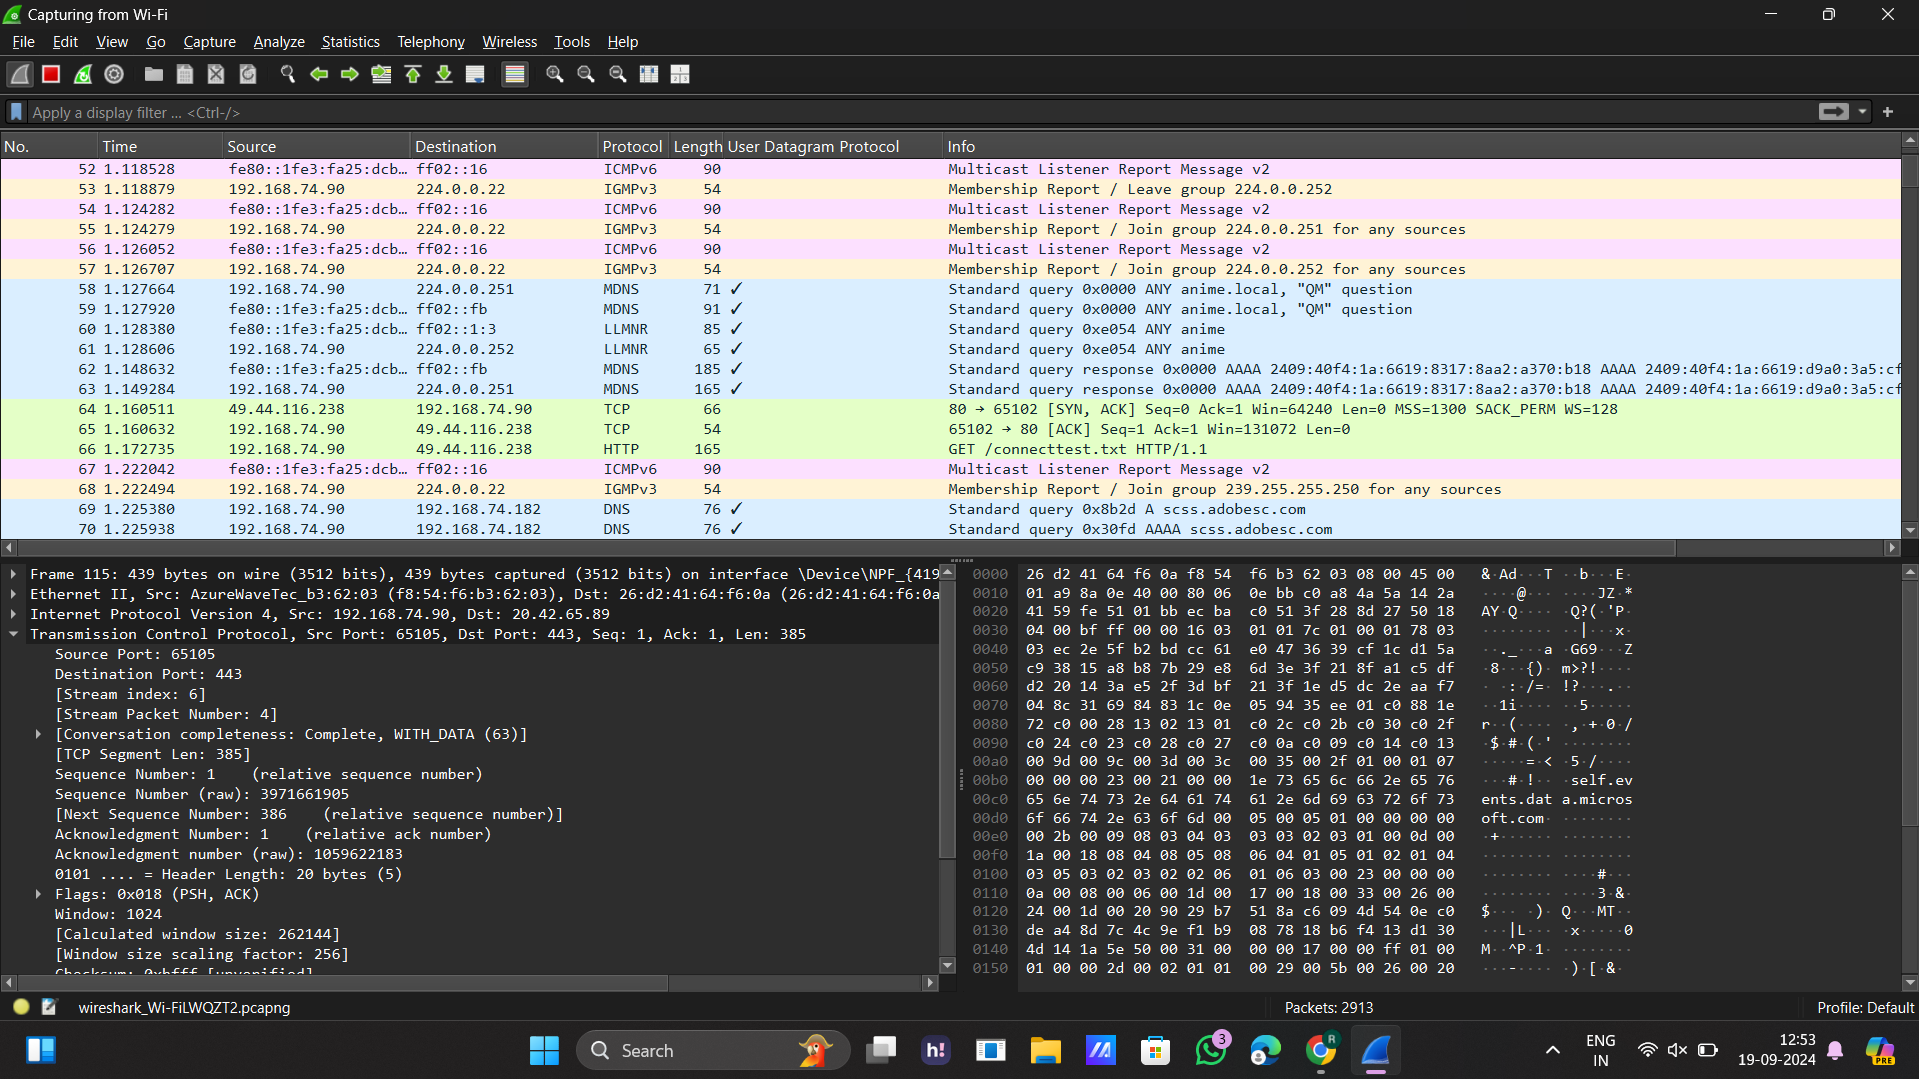 Capturing from Wi-Fi
File Edit View Go Capture Analyze Statistics Telephony Wireless Tools Help
Apply a display filter ... <Ctrl-/>
No. Time Source Destination Protocol Length User Datagram Protocol Info
52 1.118528 fe80::1fe3:fa25:dcb… ff02::16 ICMPv6 90 Multicast Listener Report Message v2
53 1.118879 192.168.74.90 224.0.0.22 IGMPv3 54 Membership Report / Leave group 224.0.0.252
54 1.124282 fe80::1fe3:fa25:dcb… ff02::16 ICMPv6 90 Multicast Listener Report Message v2
55 1.124279 192.168.74.90 224.0.0.22 IGMPv3 54 Membership Report / Join group 224.0.0.251 for any sources
56 1.126052 fe80::1fe3:fa25:dcb… ff02::16 ICMPv6 90 Multicast Listener Report Message v2
57 1.126707 192.168.74.90 224.0.0.22 IGMPv3 54 Membership Report / Join group 224.0.0.252 for any sources
58 1.127664 192.168.74.90 224.0.0.251 MDNS 71 ✓ Standard query 0x0000 ANY anime.local, "QM" question
59 1.127920 fe80::1fe3:fa25:dcb… ff02::fb MDNS 91 ✓ Standard query 0x0000 ANY anime.local, "QM" question
60 1.128380 fe80::1fe3:fa25:dcb… ff02::1:3 LLMNR 85 ✓ Standard query 0xe054 ANY anime
61 1.128606 192.168.74.90 224.0.0.252 LLMNR 65 ✓ Standard query 0xe054 ANY anime
62 1.148632 fe80::1fe3:fa25:dcb… ff02::fb MDNS 185 ✓ Standard query response 0x0000 AAAA 2409:40f4:1a:6619:8317:8aa2:a370:b18 AAAA 2409:40f4:1a:6619:d9a0:3a5:cf
63 1.149284 192.168.74.90 224.0.0.251 MDNS 165 ✓ Standard query response 0x0000 AAAA 2409:40f4:1a:6619:8317:8aa2:a370:b18 AAAA 2409:40f4:1a:6619:d9a0:3a5:cf
64 1.160511 49.44.116.238 192.168.74.90 TCP 66 80 → 65102 [SYN, ACK] Seq=0 Ack=1 Win=64240 Len=0 MSS=1300 SACK_PERM WS=128
65 1.160632 192.168.74.90 49.44.116.238 TCP 54 65102 → 80 [ACK] Seq=1 Ack=1 Win=131072 Len=0
66 1.172735 192.168.74.90 49.44.116.238 HTTP 165 GET /connecttest.txt HTTP/1.1
67 1.222042 fe80::1fe3:fa25:dcb… ff02::16 ICMPv6 90 Multicast Listener Report Message v2
68 1.222494 192.168.74.90 224.0.0.22 IGMPv3 54 Membership Report / Join group 239.255.255.250 for any sources
69 1.225380 192.168.74.90 192.168.74.182 DNS 76 ✓ Standard query 0x8b2d A scss.adobesc.com
70 1.225938 192.168.74.90 192.168.74.182 DNS 76 ✓ Standard query 0x30fd AAAA scss.adobesc.com
Frame 115: 439 bytes on wire (3512 bits), 439 bytes captured (3512 bits) on interface \Device\NPF_{419
Ethernet II, Src: AzureWaveTec_b3:62:03 (f8:54:f6:b3:62:03), Dst: 26:d2:41:64:f6:0a (26:d2:41:64:f6:0a
Internet Protocol Version 4, Src: 192.168.74.90, Dst: 20.42.65.89
Transmission Control Protocol, Src Port: 65105, Dst Port: 443, Seq: 1, Ack: 1, Len: 385
Source Port: 65105
Destination Port: 443
[Stream index: 6]
[Stream Packet Number: 4]
[Conversation completeness: Complete, WITH_DATA (63)]
[TCP Segment Len: 385]
Sequence Number: 1    (relative sequence number)
Sequence Number (raw): 3971661905
[Next Sequence Number: 386    (relative sequence number)]
Acknowledgment Number: 1    (relative ack number)
Acknowledgment number (raw): 1059622183
0101 .... = Header Length: 20 bytes (5)
Flags: 0x018 (PSH, ACK)
Window: 1024
[Calculated window size: 262144]
[Window size scaling factor: 256]
Checksum: 0xbfff [unverified]
0000 26 d2 41 64 f6 0a f8 54 f6 b3 62 03 08 00 45 00 &·Ad···T ··b···E·
0010 01 a9 8a 0e 40 00 80 06 0e bb c0 a8 4a 5a 14 2a ····@··· ····JZ·*
0020 41 59 fe 51 01 bb ec ba c0 51 3f 28 8d 27 50 18 AY·Q···· ·Q?(·'P·
0030 04 00 bf ff 00 00 16 03 01 01 7c 01 00 01 78 03 ········ ··|···x·
0040 03 ec 2e 5f b2 bd cc 61 e0 47 36 39 cf 1c d1 5a ··._···a ·G69···Z
0050 c9 38 15 a8 b8 7b 29 e8 6d 3e 3f 21 8f a1 c5 df ·8···{)· m>?!····
0060 d2 20 14 3a e5 2f 3d bf 21 3f 1e d5 dc 2e aa f7 · ·:·/=· !?···.··
0070 04 8c 31 69 84 83 1c 0e 05 94 35 ee 01 c0 88 1e ··1i···· ··5·····
0080 72 c0 00 28 13 02 13 01 c0 2c c0 2b c0 30 c0 2f r··(···· ·,·+·0·/
0090 c0 24 c0 23 c0 28 c0 27 c0 0a c0 09 c0 14 c0 13 ·$·#·(·' ········
00a0 00 9d 00 9c 00 3d 00 3c 00 35 00 2f 01 00 01 07 ·····=·< ·5·/····
00b0 00 00 00 23 00 21 00 00 1e 73 65 6c 66 2e 65 76 ···#·!·· ·self.ev
00c0 65 6e 74 73 2e 64 61 74 61 2e 6d 69 63 72 6f 73 ents.dat a.micros
00d0 6f 66 74 2e 63 6f 6d 00 05 00 05 01 00 00 00 00 oft.com· ········
00e0 00 2b 00 09 08 03 04 03 03 03 02 03 01 00 0d 00 ·+······ ········
00f0 1a 00 18 08 04 08 05 08 06 04 01 05 01 02 01 04 ········ ········
0100 03 05 03 02 03 02 02 06 01 06 03 00 23 00 00 00 ········ ····#···
0110 0a 00 08 00 06 00 1d 00 17 00 18 00 33 00 26 00 ········ ····3·&·
0120 24 00 1d 00 20 90 29 b7 51 8a c6 09 4d 54 0e c0 $··· ·)· Q···MT··
0130 de a4 8d 7c 4c 9e f1 b9 08 78 18 b6 f4 13 d1 30 ···|L··· ·x·····0
0140 4d 14 1a 5e 50 00 31 00 00 00 17 00 00 ff 01 00 M··^P·1· ········
0150 01 00 00 2d 00 02 01 01 00 29 00 5b 00 26 00 20 ···-···· ·)·[·&·
wireshark_Wi-FiLWQZT2.pcapng Packets: 2913 Profile: Default
Search
h!
3
R
ENG
IN
12:53
19-09-2024
PRE